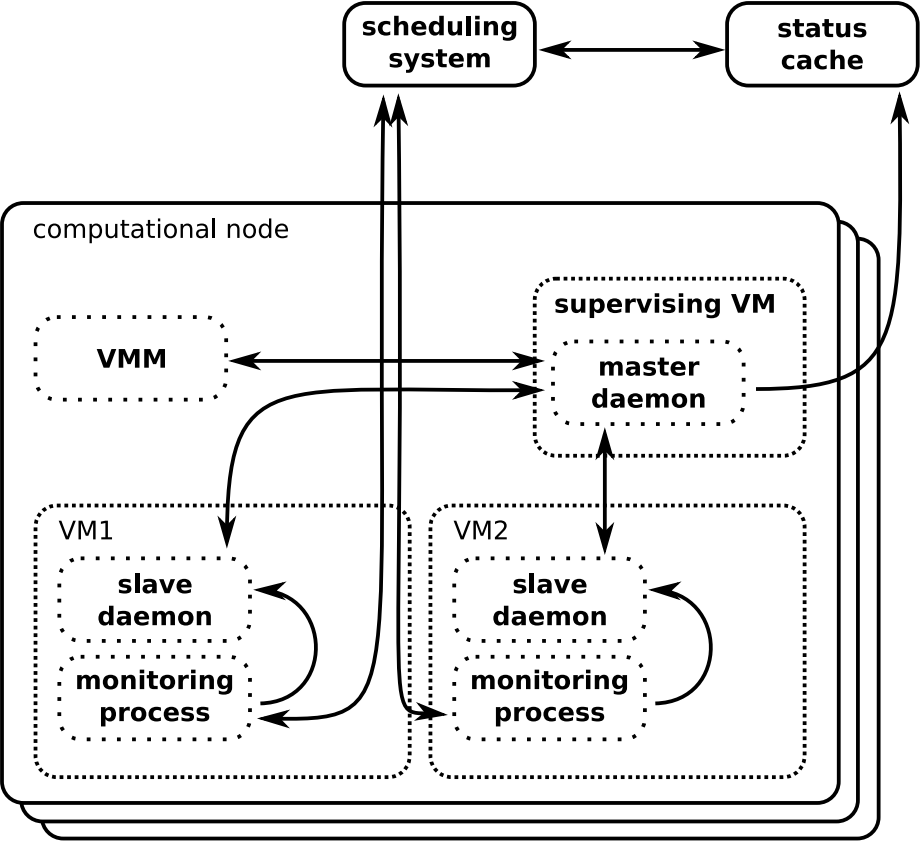 scheduling
system
status
cache
computational node
supervising VM
VMM
master
daemon
VM1
slave
daemon
monitoring
process
VM2
slave
daemon
monitoring
process